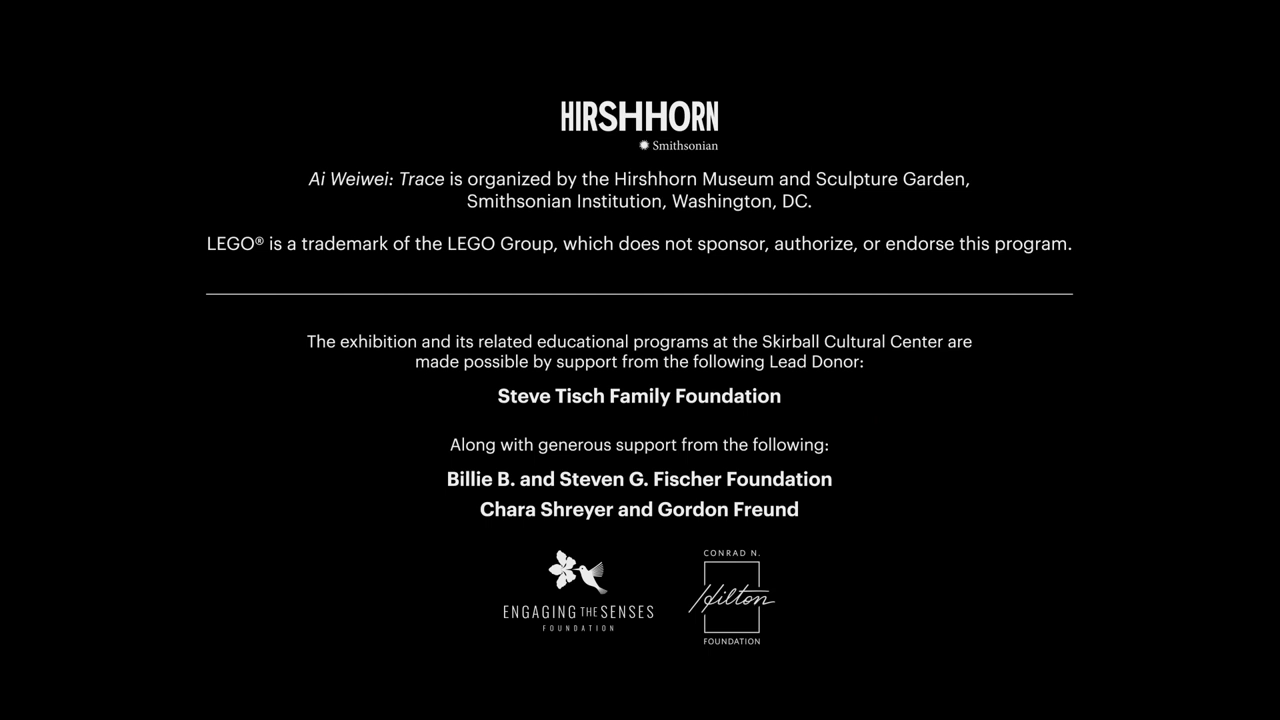 HIRSHHORN
Smithsonian
Ai Weiwei: Trace is organized by the Hirshhorn Museum and Sculpture Garden,
Smithsonian Institution, Washington, DC.
LEGO® is a trademark of the LEGO Group, which does not sponsor, authorize, or endorse this program.
The exhibition and its related educational programs at the Skirball Cultural Center are
made possible by support from the following Lead Donor:
Steve Tisch Family Foundation
Along with generous support from the following:
Billie B. and Steven G. Fischer Foundation
Chara Shreyer and Gordon Freund
ENGAGING THE SENSES
FOUNDATION
CONRAD N.
Hilton
FOUNDATION